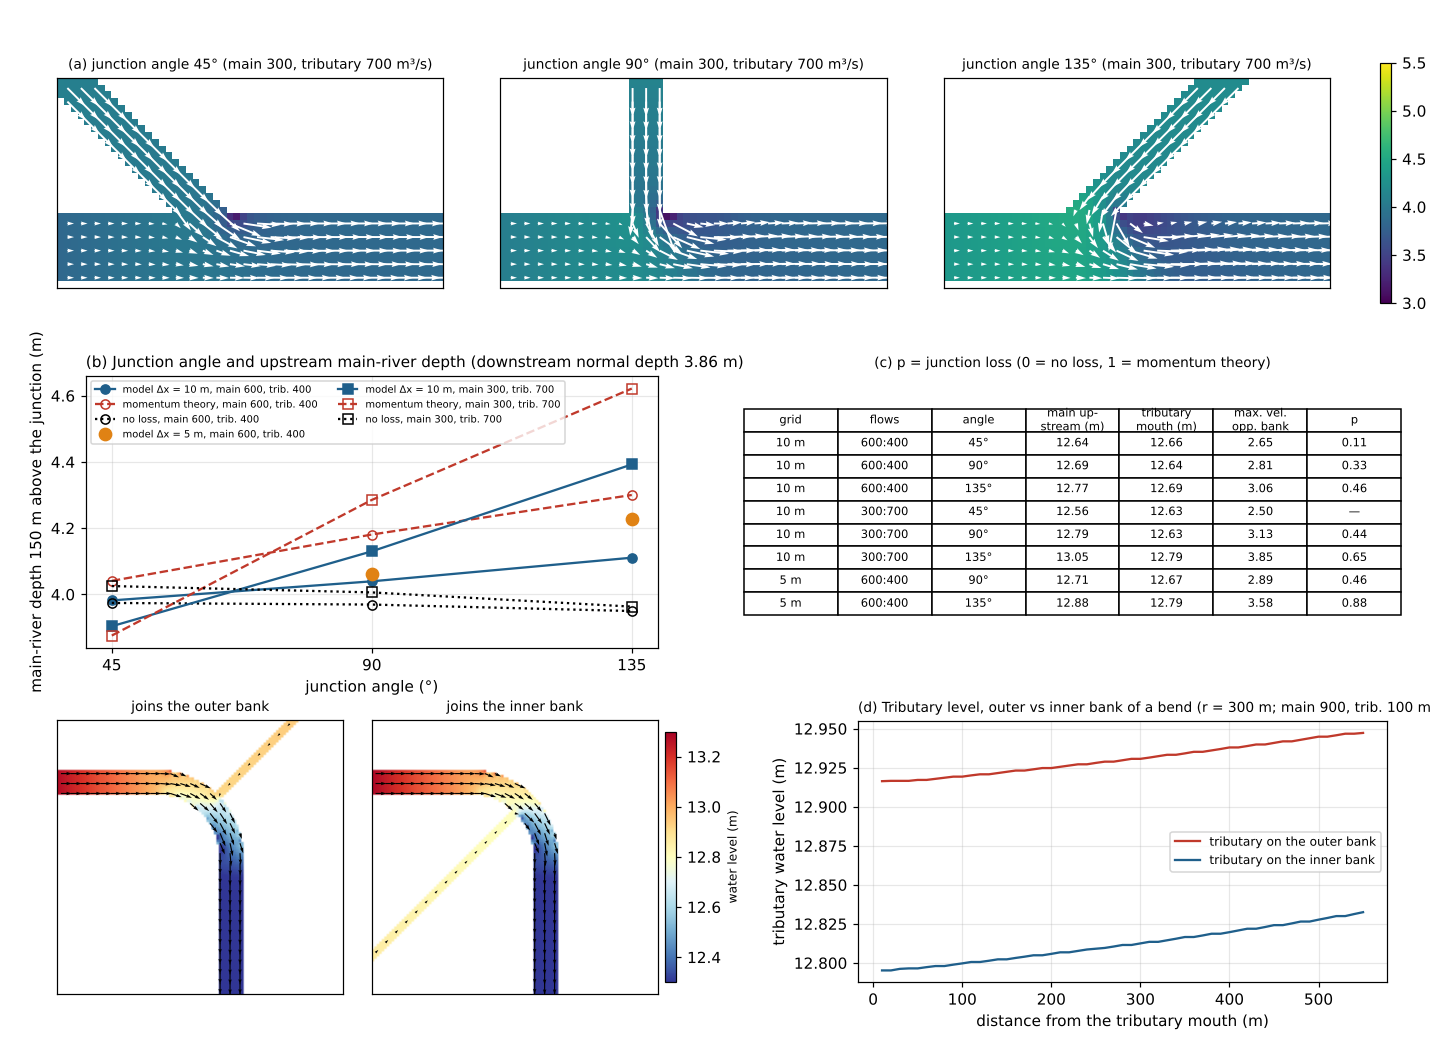 (a) junction angle 45° (main 300, tributary 700 m³/s)
junction angle 90° (main 300, tributary 700 m³/s)
junction angle 135° (main 300, tributary 700 m³/s)
5.5
5.0
4.5
4.0
3.5
3.0
(b) Junction angle and upstream main-river depth (downstream normal depth 3.86 m)
main-river depth 150 m above the junction (m)
4.6
4.4
4.2
4.0
model Δx = 10 m, main 600, trib. 400
momentum theory, main 600, trib. 400
no loss, main 600, trib. 400
model Δx = 5 m, main 600, trib. 400
model Δx = 10 m, main 300, trib. 700
momentum theory, main 300, trib. 700
no loss, main 300, trib. 700
45 90 135
junction angle (°)
(c) p = junction loss (0 = no loss, 1 = momentum theory)
grid flows angle main up-stream (m) tributary mouth (m) max. vel. opp. bank p
10 m 600:400 45° 12.64 12.66 2.65 0.11
10 m 600:400 90° 12.69 12.64 2.81 0.33
10 m 600:400 135° 12.77 12.69 3.06 0.46
10 m 300:700 45° 12.56 12.63 2.50 —
10 m 300:700 90° 12.79 12.63 3.13 0.44
10 m 300:700 135° 13.05 12.79 3.85 0.65
5 m 600:400 90° 12.71 12.67 2.89 0.46
5 m 600:400 135° 12.88 12.79 3.58 0.88
joins the outer bank
joins the inner bank
13.2
13.0
12.8
12.6
12.4
water level (m)
(d) Tributary level, outer vs inner bank of a bend (r = 300 m; main 900, trib. 100 m
tributary water level (m)
12.950
12.925
12.900
12.875
12.850
12.825
12.800
tributary on the outer bank
tributary on the inner bank
0 100 200 300 400 500
distance from the tributary mouth (m)